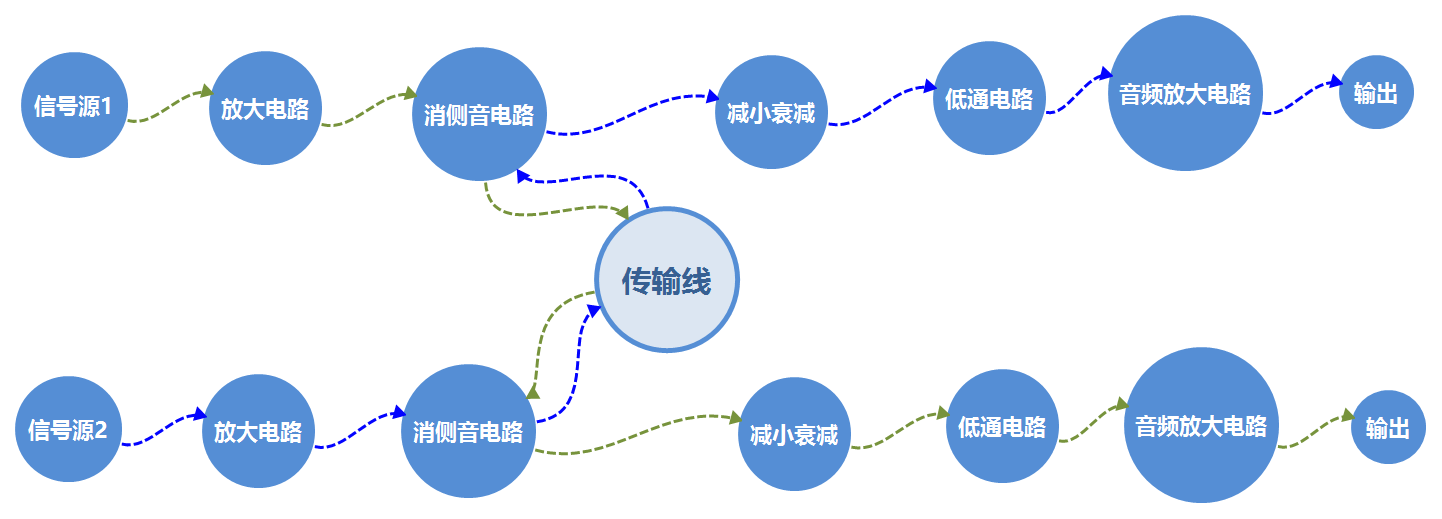 信号源1
放大电路
消侧音电路
减小衰减
低通电路
音频放大电路
输出
传输线
信号源2
放大电路
消侧音电路
减小衰减
低通电路
音频放大电路
输出